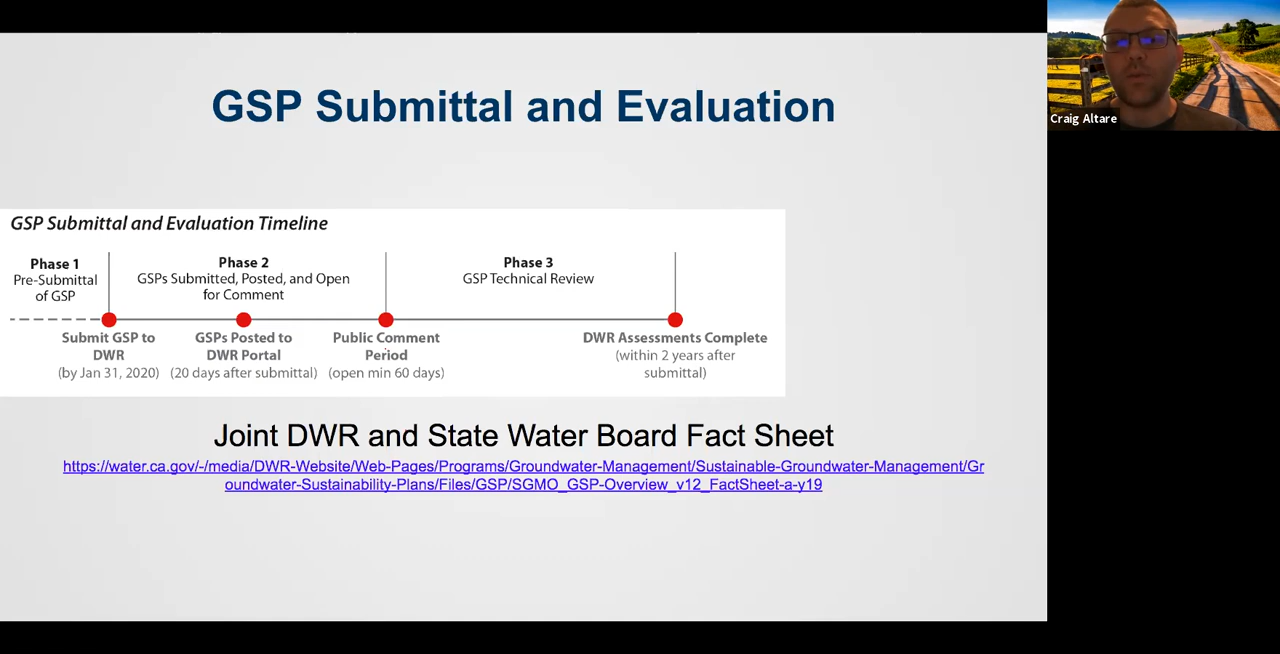 GSP Submittal and Evaluation
Craig Altare
GSP Submittal and Evaluation Timeline
Phase 1
Pre-Submittal
of GSP
Phase 2
GSPs Submitted, Posted, and Open
for Comment
Phase 3
GSP Technical Review
Submit GSP to
DWR
(by Jan 31, 2020)
GSPs Posted to
DWR Portal
(20 days after submittal)
Public Comment
Period
(open min 60 days)
DWR Assessments Complete
(within 2 years after
submittal)
Joint DWR and State Water Board Fact Sheet
https://water.ca.gov/-/media/DWR-Website/Web-Pages/Programs/Groundwater-Management/Sustainable-Groundwater-Management/Gr
oundwater-Sustainability-Plans/Files/GSP/SGMO_GSP-Overview_v12_FactSheet-a-y19